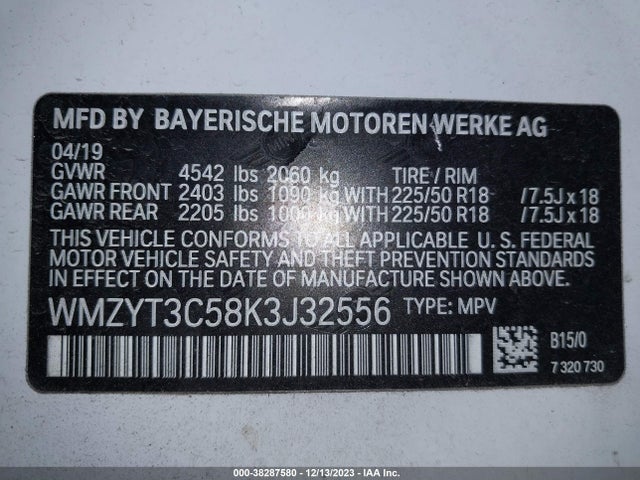 MFD BY BAYERISCHE MOTOREN WERKE AG
04/19
GVWR 4542 lbs 2060 kg TIRE / RIM
GAWR FRONT 2403 lbs 1090 kg WITH 225/50 R18 /7.5J x 18
GAWR REAR 2205 lbs 1000 kg WITH 225/50 R18 /7.5J x 18
THIS VEHICLE CONFORMS TO ALL APPLICABLE U. S. FEDERAL
MOTOR VEHICLE SAFETY AND THEFT PREVENTION STANDARDS
IN EFFECT ON THE DATE OF MANUFACTURE SHOWN ABOVE.
WMZYT3C58K3J32556 TYPE: MPV
B15/0
7 320 730
000-38287580 - 12/13/2023 - IAA Inc.